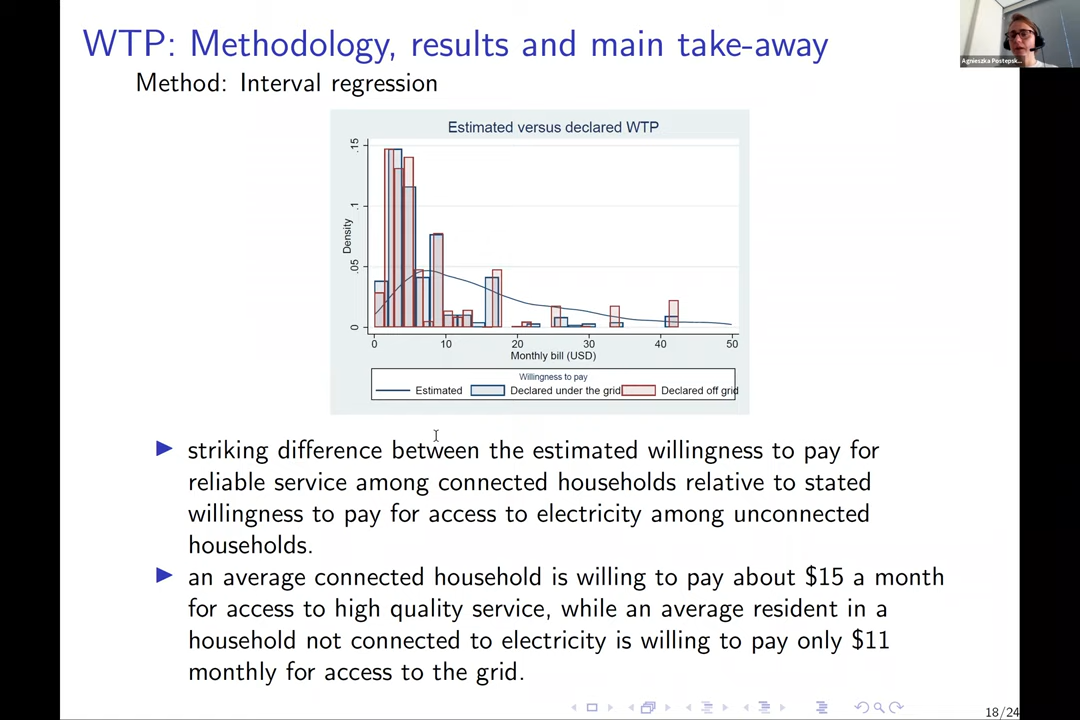 WTP: Methodology, results and main take-away
Agnieszka Postepsk...
Method: Interval regression
Estimated versus declared WTP
.15
.1
.05
0
Density
0 10 20 30 40 50
Monthly bill (USD)
Willingness to pay
Estimated Declared under the grid Declared off grid
striking difference between the estimated willingness to pay for
reliable service among connected households relative to stated
willingness to pay for access to electricity among unconnected
households.
an average connected household is willing to pay about $15 a month
for access to high quality service, while an average resident in a
household not connected to electricity is willing to pay only $11
monthly for access to the grid.
18/24